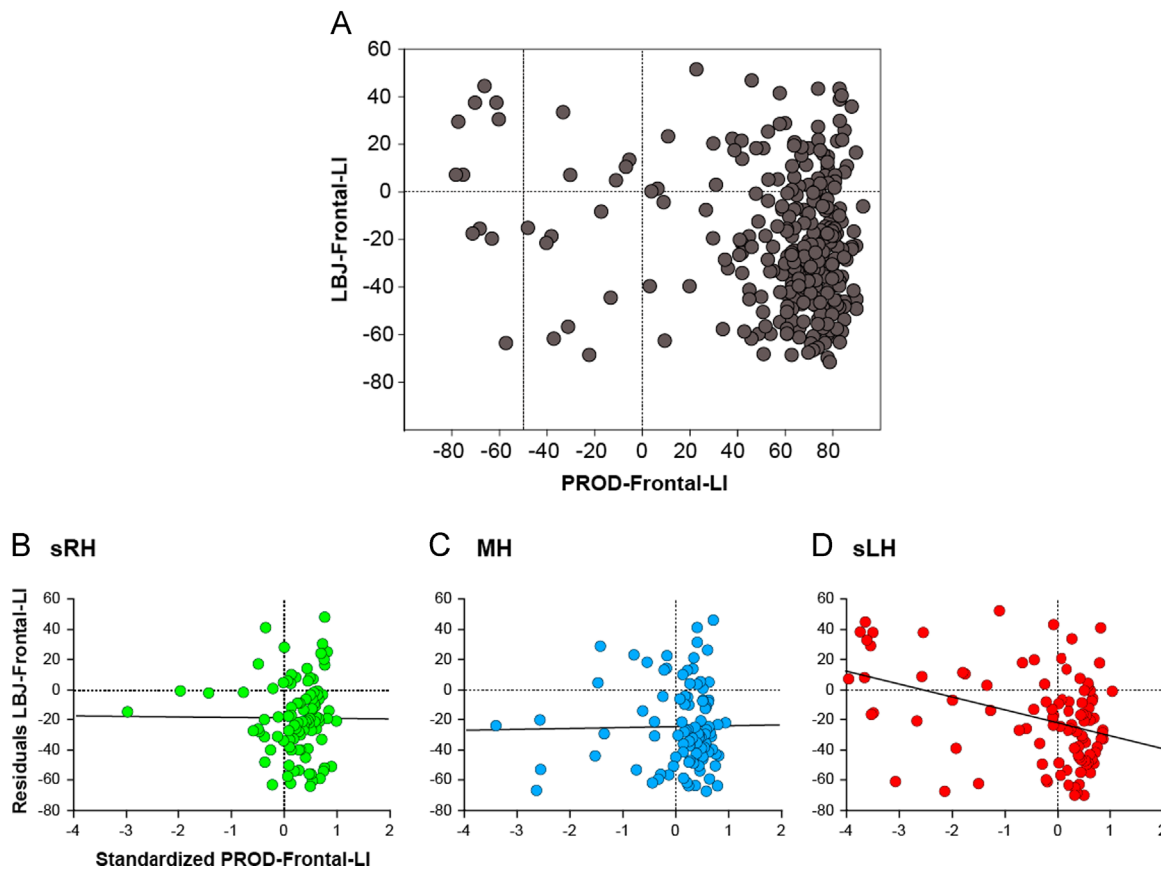 A
60
40
20
0
-20
-40
-60
-80
LBJ-Frontal-LI
-80 -60 -40 -20 0 20 40 60 80
PROD-Frontal-LI
B sRH
C MH
D sLH
Residuals LBJ-Frontal-LI
60
40
20
0
-20
-40
-60
-80
-4 -3 -2 -1 0 1 2
Standardized PROD-Frontal-LI
60
40
20
0
-20
-40
-60
-80
-4 -3 -2 -1 0 1 2
60
40
20
0
-20
-40
-60
-80
-4 -3 -2 -1 0 1 2